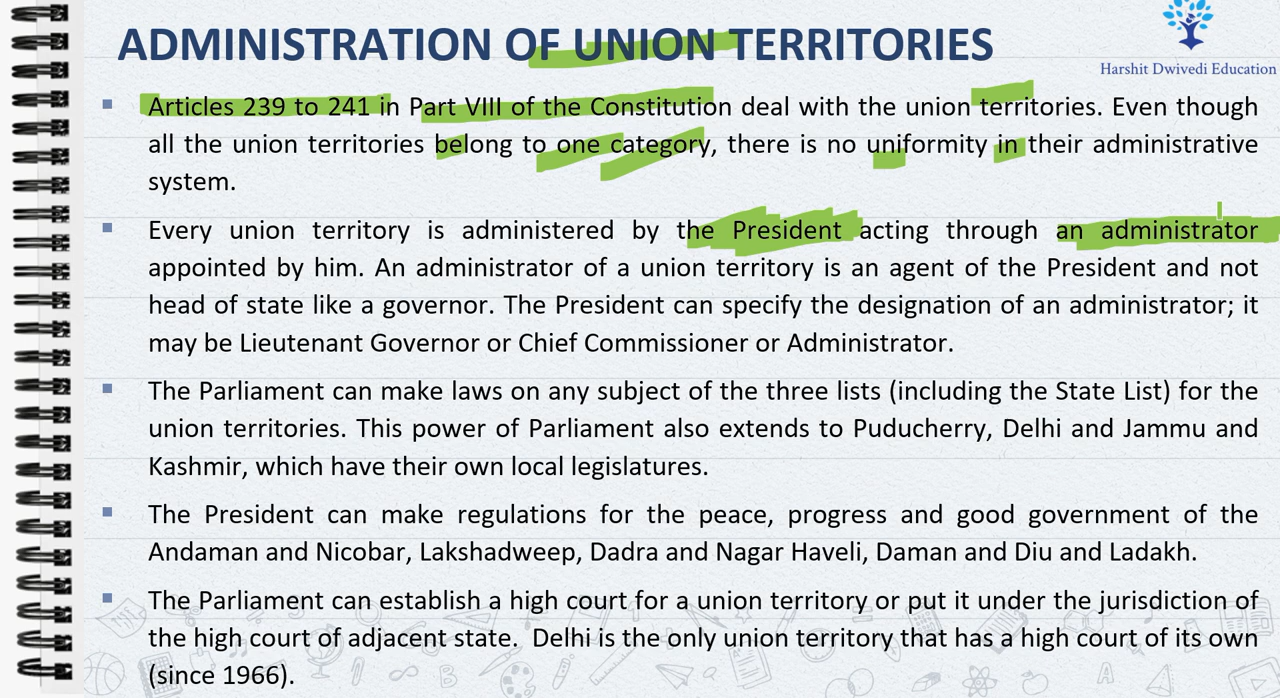 ADMINISTRATION OF UNION TERRITORIES
Harshit Dwivedi Education
Articles 239 to 241 in Part VIII of the Constitution deal with the union territories. Even though
all the union territories belong to one category, there is no uniformity in their administrative
system.
Every union territory is administered by the President acting through an administrator
appointed by him. An administrator of a union territory is an agent of the President and not
head of state like a governor. The President can specify the designation of an administrator; it
may be Lieutenant Governor or Chief Commissioner or Administrator.
The Parliament can make laws on any subject of the three lists (including the State List) for the
union territories. This power of Parliament also extends to Puducherry, Delhi and Jammu and
Kashmir, which have their own local legislatures.
The President can make regulations for the peace, progress and good government of the
Andaman and Nicobar, Lakshadweep, Dadra and Nagar Haveli, Daman and Diu and Ladakh.
The Parliament can establish a high court for a union territory or put it under the jurisdiction of
the high court of adjacent state. Delhi is the only union territory that has a high court of its own
(since 1966).